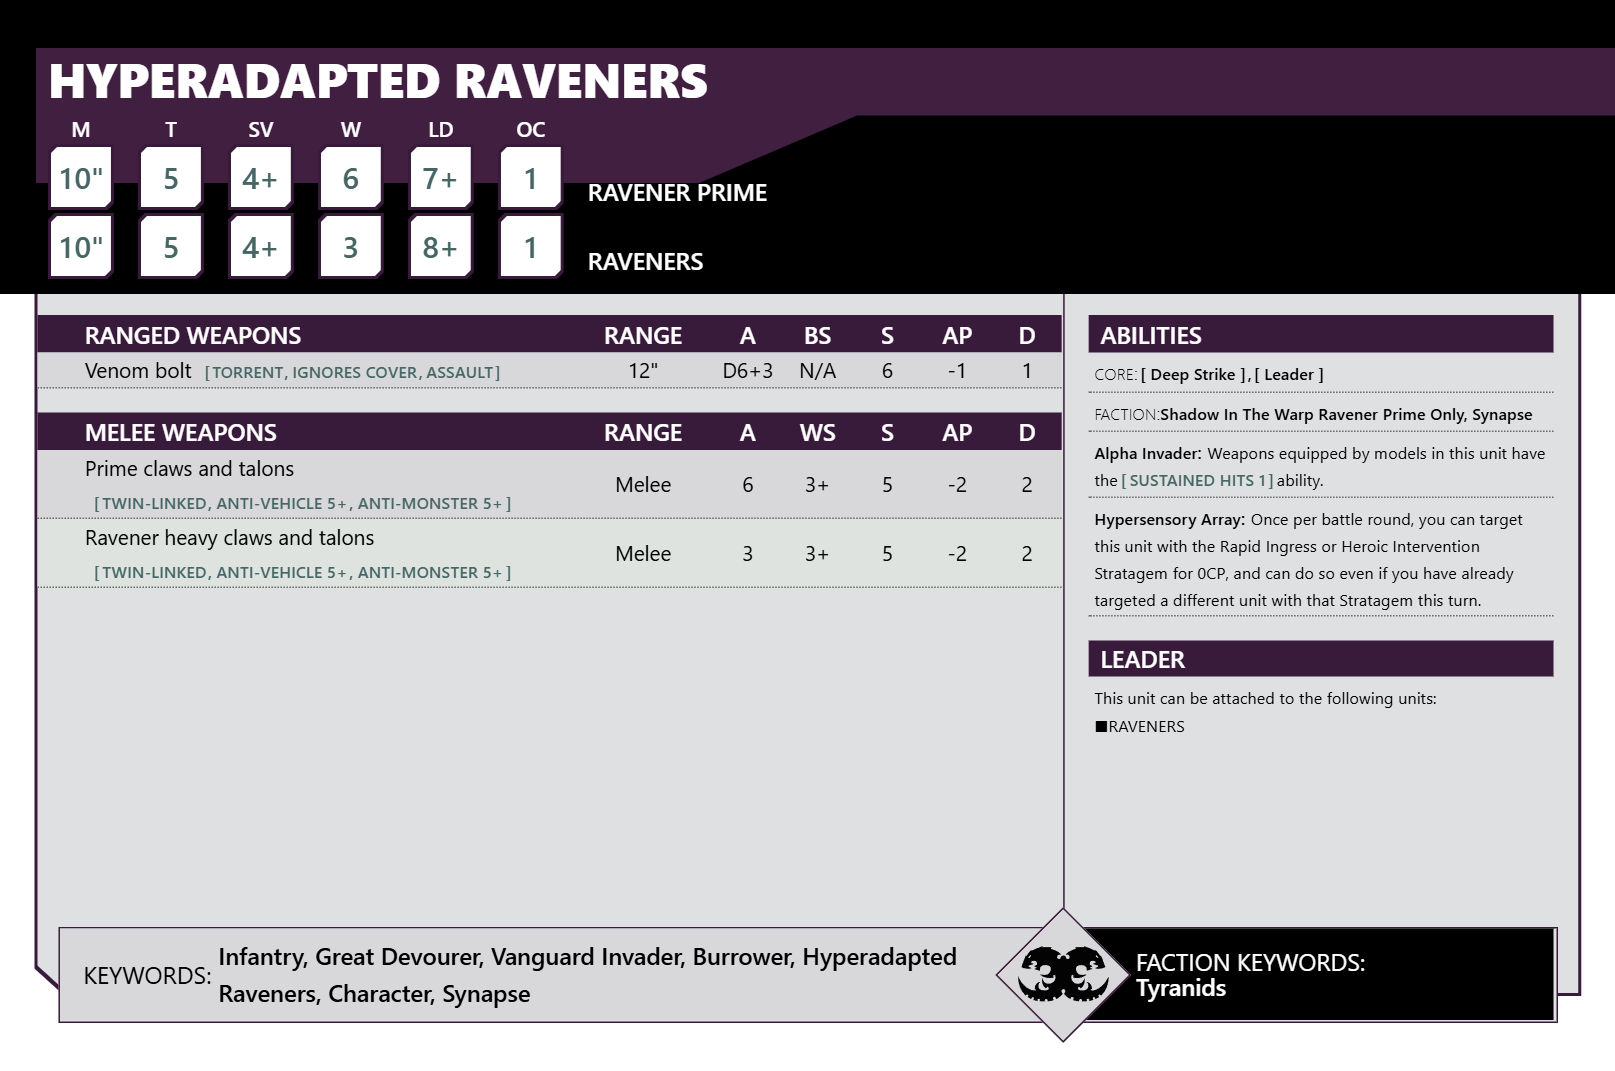 HYPERADAPTED RAVENERS
M T SV W LD OC
10" 5 4+ 6 7+ 1 RAVENER PRIME
10" 5 4+ 3 8+ 1 RAVENERS
RANGED WEAPONS RANGE A BS S AP D
Venom bolt [TORRENT, IGNORES COVER, ASSAULT] 12" D6+3 N/A 6 -1 1
MELEE WEAPONS RANGE A WS S AP D
Prime claws and talons
[TWIN-LINKED, ANTI-VEHICLE 5+, ANTI-MONSTER 5+] Melee 6 3+ 5 -2 2
Ravener heavy claws and talons
[TWIN-LINKED, ANTI-VEHICLE 5+, ANTI-MONSTER 5+] Melee 3 3+ 5 -2 2
ABILITIES
CORE: [ Deep Strike ], [ Leader ]
FACTION:Shadow In The Warp Ravener Prime Only, Synapse
Alpha Invader: Weapons equipped by models in this unit have
the [ SUSTAINED HITS 1] ability.
Hypersensory Array: Once per battle round, you can target
this unit with the Rapid Ingress or Heroic Intervention
Stratagem for 0CP, and can do so even if you have already
targeted a different unit with that Stratagem this turn.
LEADER
This unit can be attached to the following units:
■RAVENERS
KEYWORDS: Infantry, Great Devourer, Vanguard Invader, Burrower, Hyperadapted
Raveners, Character, Synapse
FACTION KEYWORDS:
Tyranids